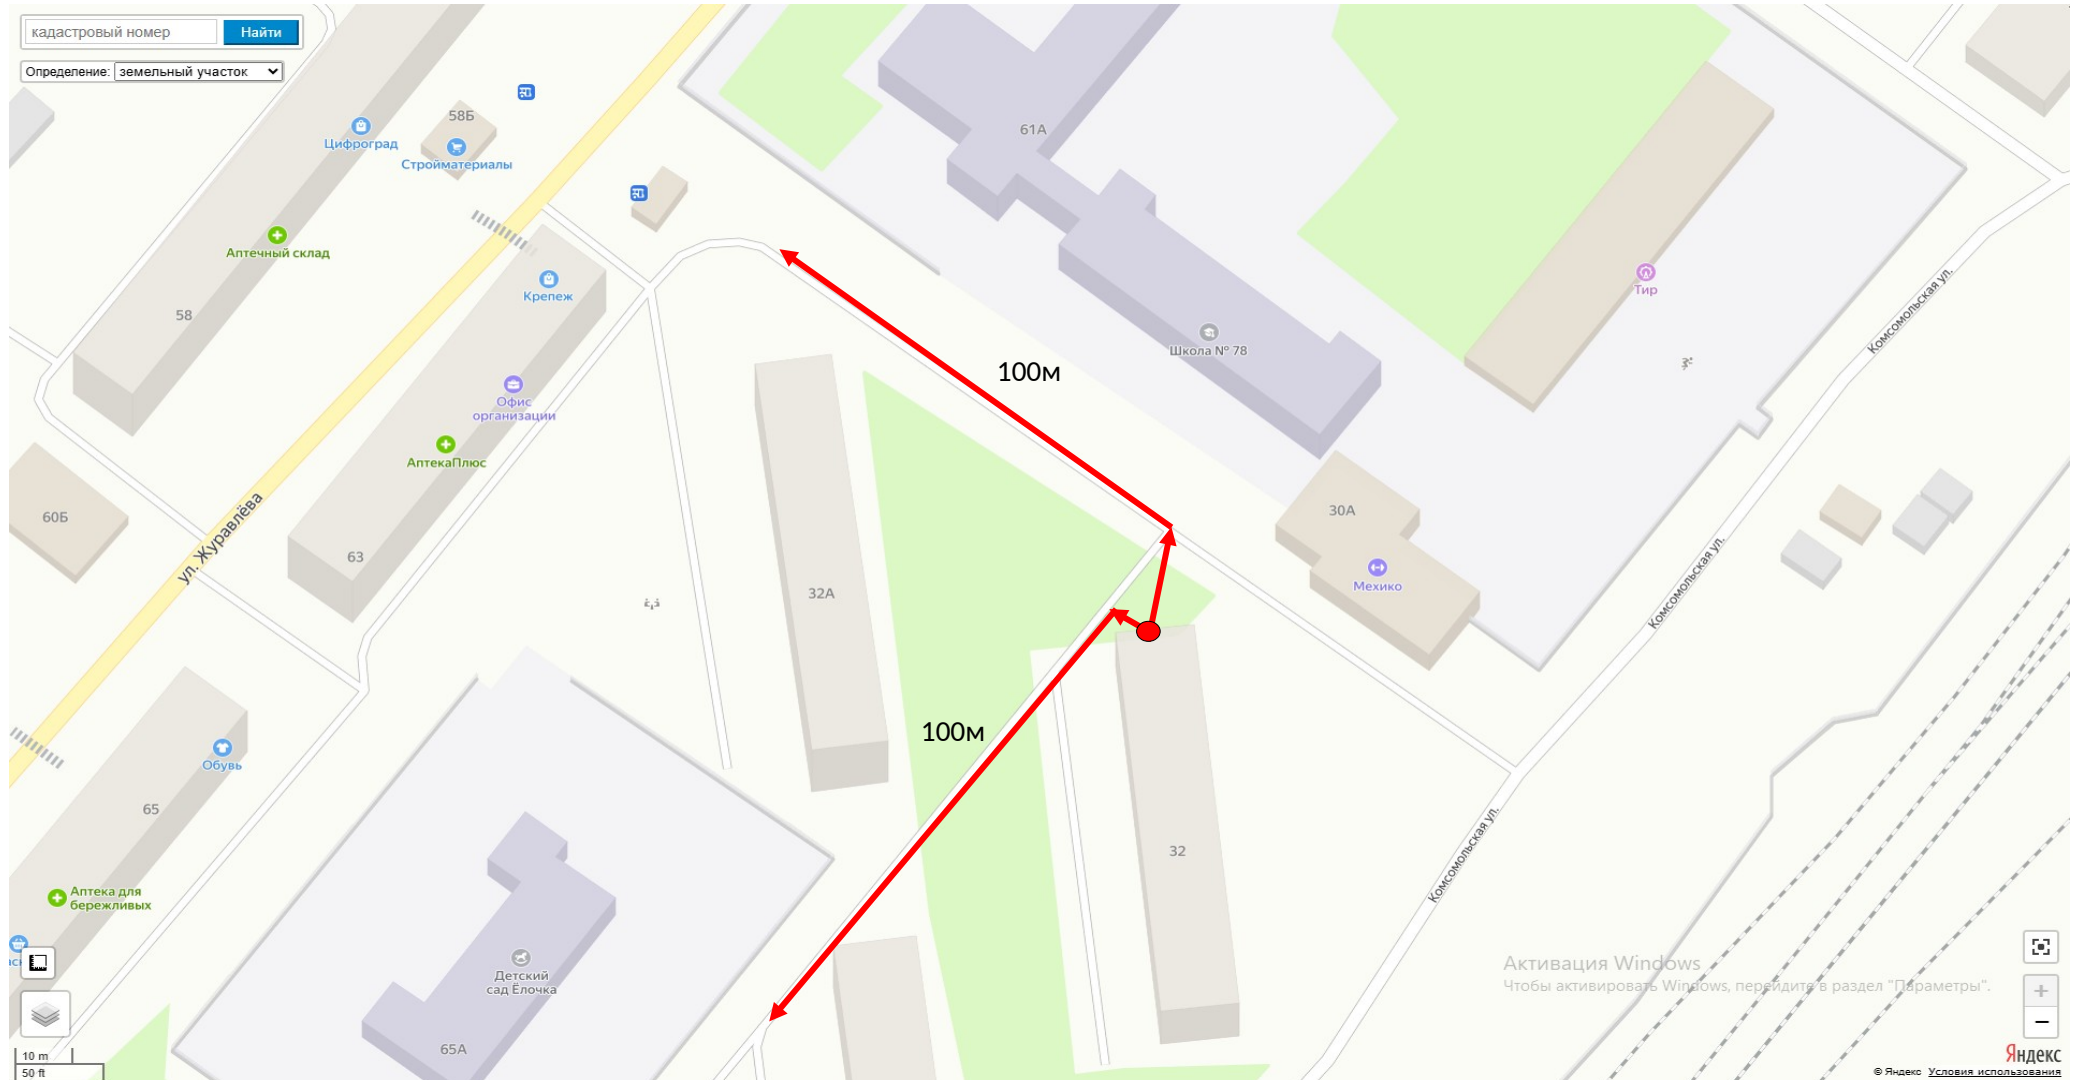 кадастровый номер
Найти
Определение: земельный участок
58Б
Цифроград
Стройматериалы
61А
Аптечный склад
Крепеж
Тир
58
Школа № 78
100м
Офис
организации
АптекаПлюс
Комсомольская ул.
60Б
ул. Журавлёва
63
30А
Мехико
32А
Комсомольская ул.
100м
Обувь
65
32
Комсомольская ул.
Аптека для
бережливых
Детский
сад Ёлочка
65А
Активация Windows
Чтобы активировать Windows, перейдите в раздел "Параметры".
10 m
50 ft
Яндекс
© Яндекс Условия использования